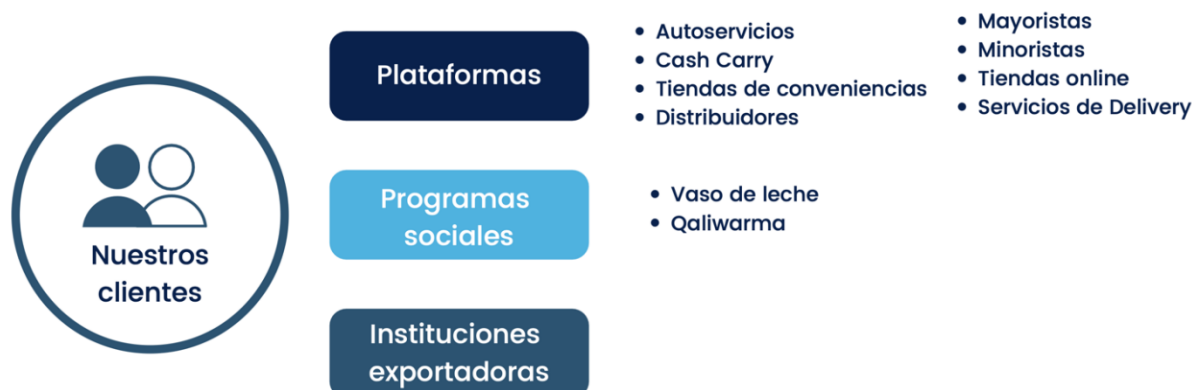 Nuestros
clientes
Plataformas
• Autoservicios
• Cash Carry
• Tiendas de conveniencias
• Distribuidores
• Mayoristas
• Minoristas
• Tiendas online
• Servicios de Delivery
Programas
sociales
• Vaso de leche
• Qaliwarma
Instituciones
exportadoras